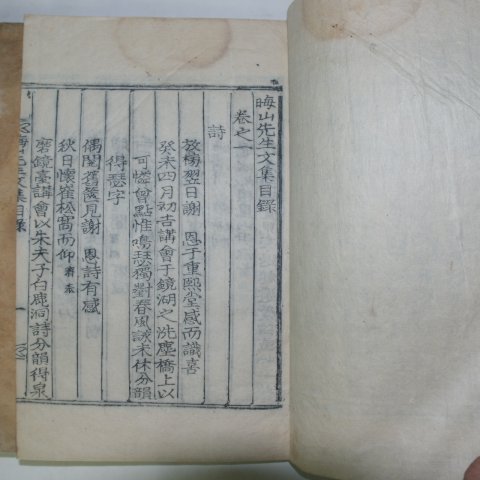 晦山先生文集目錄
卷之一
詩
放榜翌日謝 恩于重熙堂感而識喜
癸未四月初吉講會于鏡湖之洗塵橋上以
可憐曾點惟鳴瑟獨對春風詠未休分韻
得瑟字
偶閱舊篋見謝 恩詩有感
秋日懷崔松窩而仰
磨鏡臺講會以朱夫子白鹿洞詩分韻得泉
晦山先生文集目錄 一